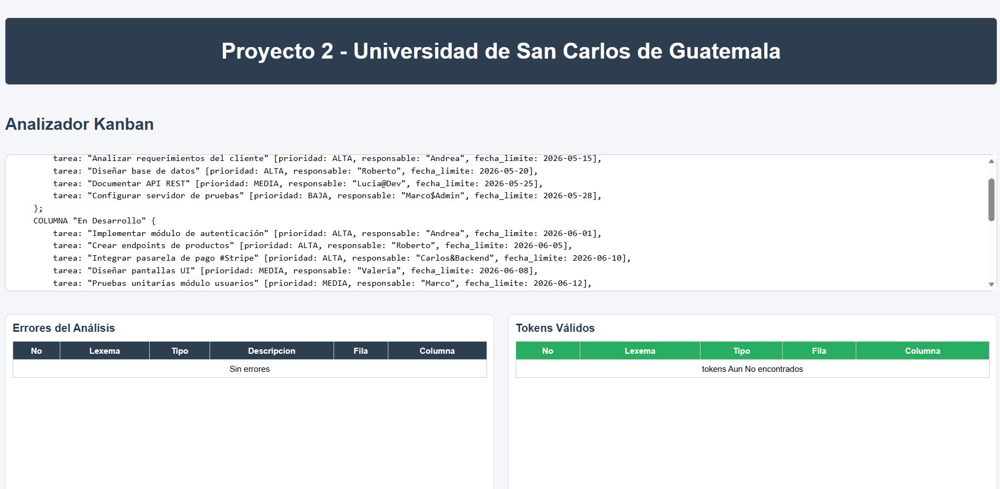 Proyecto 2 - Universidad de San Carlos de Guatemala
Analizador Kanban
tarea: "Analizar requerimientos del cliente" [prioridad: ALTA, responsable: "Andrea", fecha_limite: 2026-05-15],
tarea: "Diseñar base de datos" [prioridad: ALTA, responsable: "Roberto", fecha_limite: 2026-05-20],
tarea: "Documentar API REST" [prioridad: MEDIA, responsable: "Lucia@Dev", fecha_limite: 2026-05-25],
tarea: "Configurar servidor de pruebas" [prioridad: BAJA, responsable: "Marco$Admin", fecha_limite: 2026-05-28],
};
COLUMNA "En Desarrollo" {
tarea: "Implementar módulo de autenticación" [prioridad: ALTA, responsable: "Andrea", fecha_limite: 2026-06-01],
tarea: "Crear endpoints de productos" [prioridad: ALTA, responsable: "Roberto", fecha_limite: 2026-06-05],
tarea: "Integrar pasarela de pago #Stripe" [prioridad: ALTA, responsable: "Carlos&Backend", fecha_limite: 2026-06-10],
tarea: "Diseñar pantallas UI" [prioridad: MEDIA, responsable: "Valeria", fecha_limite: 2026-06-08],
tarea: "Pruebas unitarias módulo usuarios" [prioridad: MEDIA, responsable: "Marco", fecha_limite: 2026-06-12],
Errores del Análisis
No Lexema Tipo Descripcion Fila Columna
Sin errores
Tokens Válidos
No Lexema Tipo Fila Columna
tokens Aun No encontrados